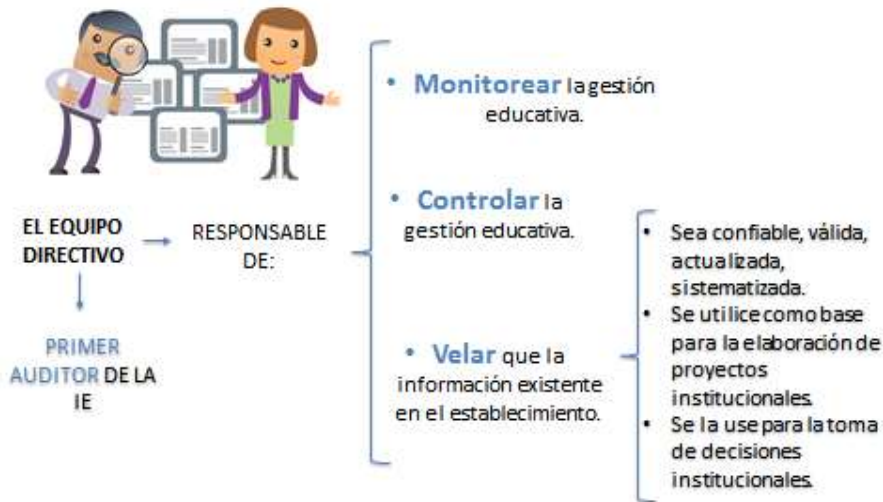 EL EQUIPO
DIRECTIVO
PRIMER
AUDITOR DE LA
IE
RESPONSABLE
DE:
• Monitorear la gestión
educativa.
• Controlar la
gestión educativa.
• Velar que la
información existente
en el establecimiento.
• Sea confiable, válida,
actualizada,
sistematizada.
• Se utilice como base
para la elaboración de
proyectos
institucionales.
• Se la use para la toma
de decisiones
institucionales.